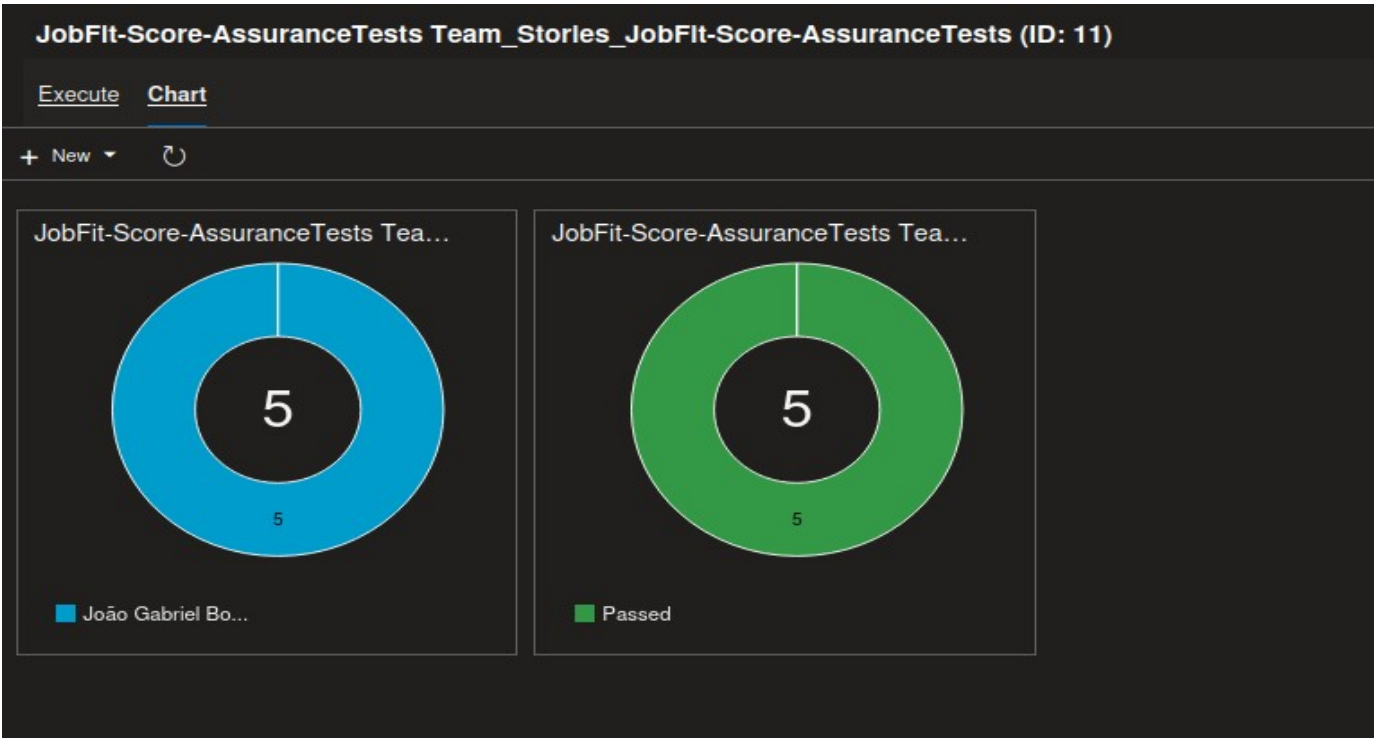 JobFit-Score-AssuranceTests Team_Stories_JobFit-Score-AssuranceTests (ID: 11)
Execute Chart
+ New
JobFit-Score-AssuranceTests Tea...
5
5
João Gabriel Bo...
JobFit-Score-AssuranceTests Tea...
5
5
Passed